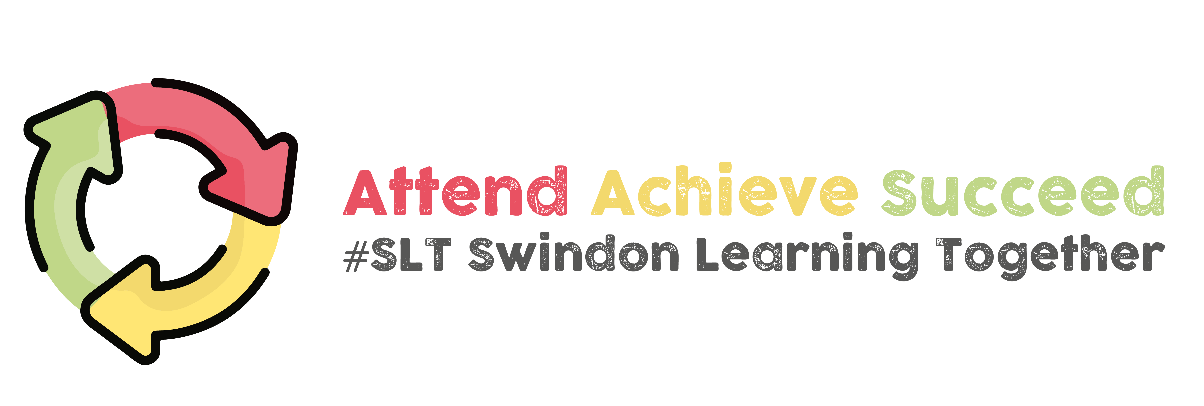 Attend Achieve Succeed
#SLT Swindon Learning Together